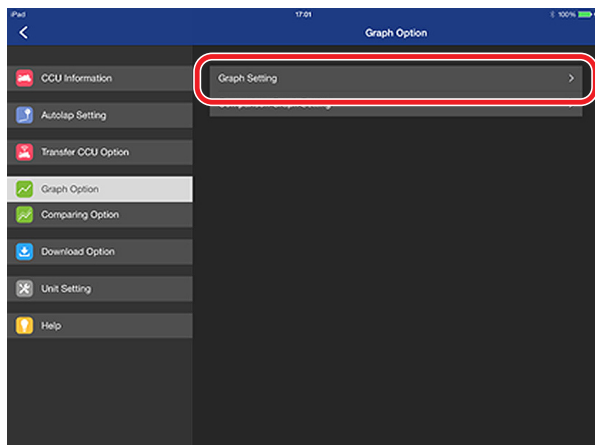 iPad 17:01 100%
Graph Option
CCU Information
Autolap Setting
Transfer CCU Option
Graph Option
Comparing Option
Download Option
Unit Setting
Help
Graph Setting